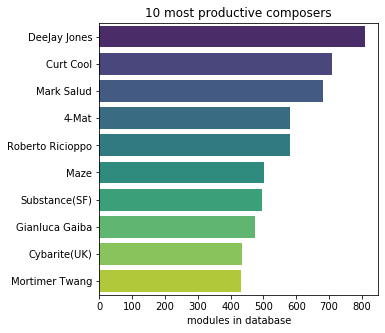 10 most productive composers
DeeJay Jones
Curt Cool
Mark Salud
4-Mat
Roberto Ricioppo
Maze
Substance(SF)
Gianluca Gaiba
Cybarite(UK)
Mortimer Twang
0 100 200 300 400 500 600 700 800
modules in database